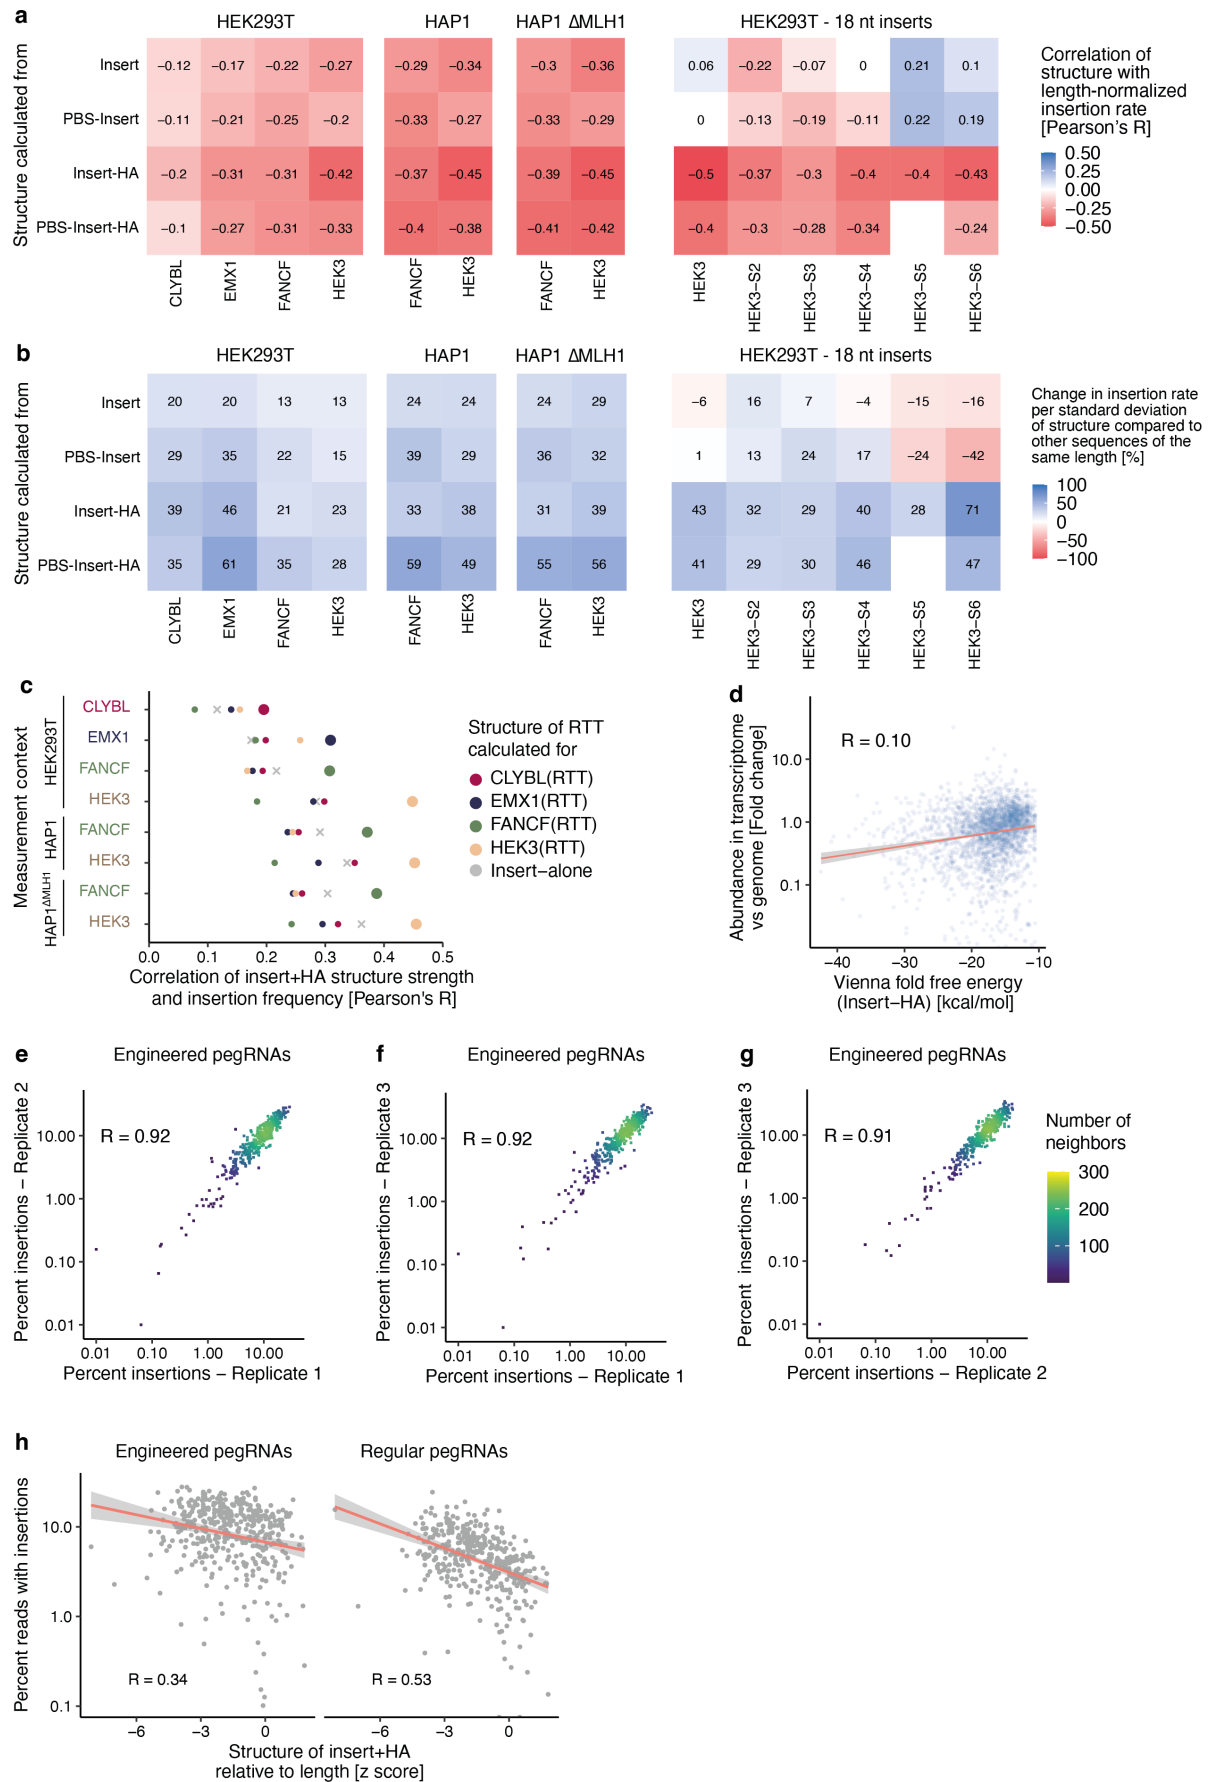 a
HEK293T HAP1 HAP1 ΔMLH1 HEK293T - 18 nt inserts
Structure calculated from
Insert −0.12 −0.17 −0.22 −0.27 −0.29 −0.34 −0.3 −0.36 0.06 −0.22 −0.07 0 0.21 0.1
PBS-Insert −0.11 −0.21 −0.25 −0.2 −0.33 −0.27 −0.33 −0.29 0 −0.13 −0.19 −0.11 0.22 0.19
Insert-HA −0.2 −0.31 −0.31 −0.42 −0.37 −0.45 −0.39 −0.45 −0.5 −0.37 −0.3 −0.4 −0.4 −0.43
PBS-Insert-HA −0.1 −0.27 −0.31 −0.33 −0.4 −0.38 −0.41 −0.42 −0.4 −0.3 −0.28 −0.34 −0.24
CLYBL EMX1 FANCF HEK3 FANCF HEK3 FANCF HEK3 HEK3 HEK3−S2 HEK3−S3 HEK3−S4 HEK3−S5 HEK3−S6
Correlation of
structure with
length-normalized
insertion rate
[Pearson's R]
0.50
0.25
0.00
−0.25
−0.50
b
HEK293T HAP1 HAP1 ΔMLH1 HEK293T - 18 nt inserts
Structure calculated from
Insert 20 20 13 13 24 24 24 29 −6 16 7 −4 −15 −16
PBS-Insert 29 35 22 15 39 29 36 32 1 13 24 17 −24 −42
Insert-HA 39 46 21 23 33 38 31 39 43 32 29 40 28 71
PBS-Insert-HA 35 61 35 28 59 49 55 56 41 29 30 46 47
CLYBL EMX1 FANCF HEK3 FANCF HEK3 FANCF HEK3 HEK3 HEK3−S2 HEK3−S3 HEK3−S4 HEK3−S5 HEK3−S6
Change in insertion rate
per standard deviation
of structure compared to
other sequences of the
same length [%]
100
50
0
−50
−100
c
Measurement context
HEK293T
HAP1
HAP1ΔMLH1
CLYBL
EMX1
FANCF
HEK3
FANCF
HEK3
FANCF
HEK3
0.0 0.1 0.2 0.3 0.4 0.5
Correlation of insert+HA structure strength
and insertion frequency [Pearson's R]
Structure of RTT
calculated for
CLYBL(RTT)
EMX1(RTT)
FANCF(RTT)
HEK3(RTT)
Insert−alone
d
Abundance in transcriptome
vs genome [Fold change]
R = 0.10
10.0
1.0
0.1
−40 −30 −20 −10
Vienna fold free energy
(Insert−HA) [kcal/mol]
e
Engineered pegRNAs
Percent insertions − Replicate 2
R = 0.92
10.00
1.00
0.10
0.01
0.01 0.10 1.00 10.00
Percent insertions − Replicate 1
f
Engineered pegRNAs
Percent insertions − Replicate 3
R = 0.92
10.00
1.00
0.10
0.01
0.01 0.10 1.00 10.00
Percent insertions − Replicate 1
g
Engineered pegRNAs
Percent insertions − Replicate 3
R = 0.91
10.00
1.00
0.10
0.01
0.01 0.10 1.00 10.00
Percent insertions − Replicate 2
Number of
neighbors
300
200
100
h
Engineered pegRNAs Regular pegRNAs
Percent reads with insertions
10.0
1.0
0.1
R = 0.34 R = 0.53
−6 −3 0 −6 −3 0
Structure of insert+HA
relative to length [z score]